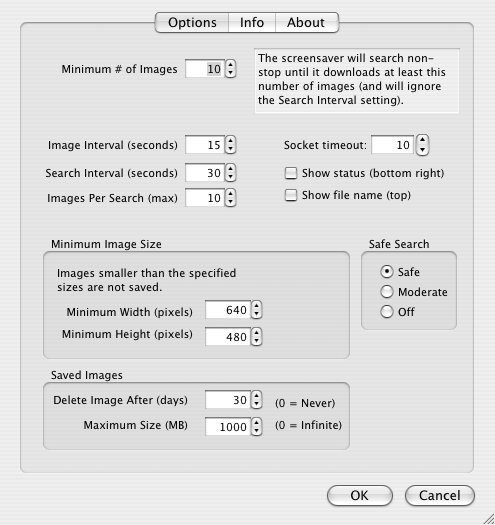 Options Info About
Minimum # of Images 10
The screensaver will search non-
stop until it downloads at least this
number of images (and will ignore
the Search Interval setting).
Image Interval (seconds) 15
Socket timeout: 10
Search Interval (seconds) 30
Show status (bottom right)
Images Per Search (max) 10
Show file name (top)
Minimum Image Size
Images smaller than the specified
sizes are not saved.
Minimum Width (pixels) 640
Minimum Height (pixels) 480
Safe Search
Safe
Moderate
Off
Saved Images
Delete Image After (days) 30 (0 = Never)
Maximum Size (MB) 1000 (0 = Infinite)
OK Cancel